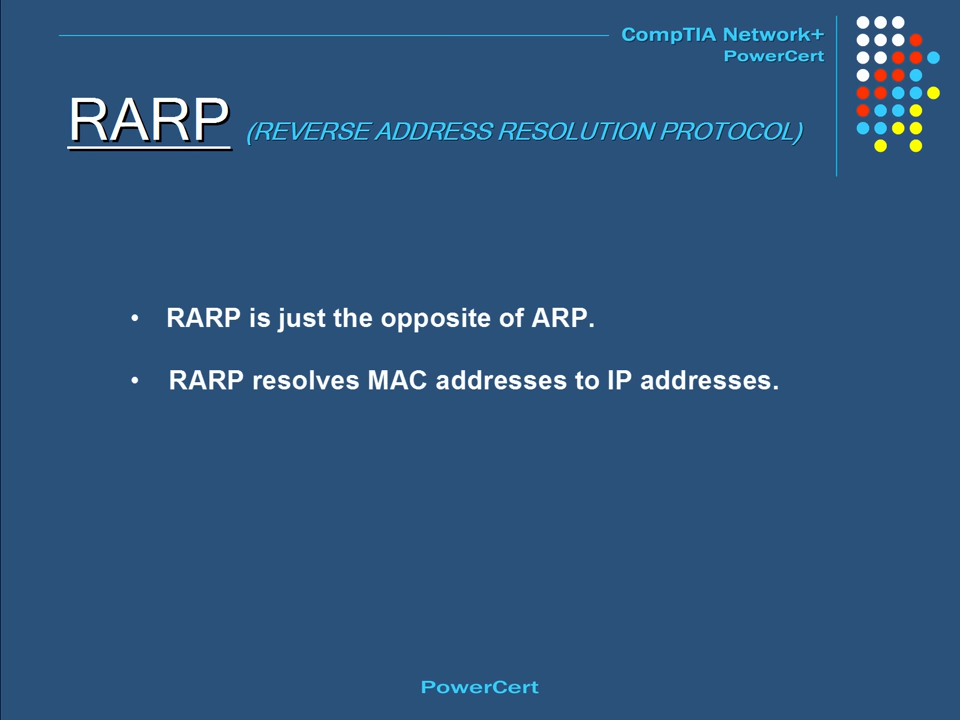 CompTIA Network+
PowerCert
RARP (REVERSE ADDRESS RESOLUTION PROTOCOL)
• RARP is just the opposite of ARP.
• RARP resolves MAC addresses to IP addresses.
PowerCert